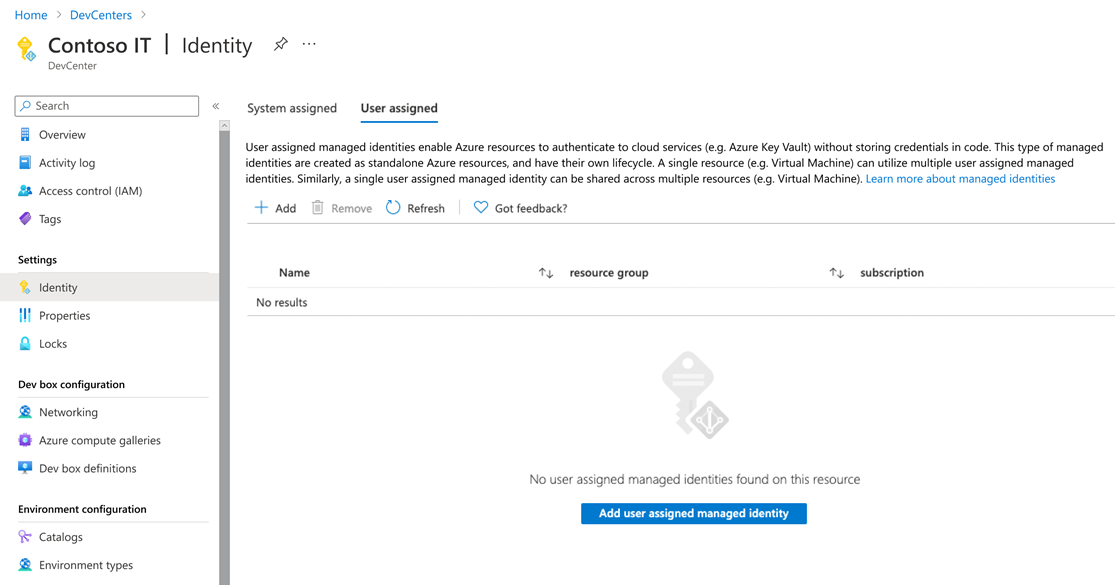 Home > DevCenters >
Contoso IT | Identity ...
DevCenter
Search
«
Overview
Activity log
Access control (IAM)
Tags
Settings
Identity
Properties
Locks
Dev box configuration
Networking
Azure compute galleries
Dev box definitions
Environment configuration
Catalogs
Environment types
System assigned User assigned
User assigned managed identities enable Azure resources to authenticate to cloud services (e.g. Azure Key Vault) without storing credentials in code. This type of managed
identities are created as standalone Azure resources, and have their own lifecycle. A single resource (e.g. Virtual Machine) can utilize multiple user assigned managed
identities. Similarly, a single user assigned managed identity can be shared across multiple resources (e.g. Virtual Machine). Learn more about managed identities
Add Remove Refresh Got feedback?
Name resource group subscription
No results
No user assigned managed identities found on this resource
Add user assigned managed identity